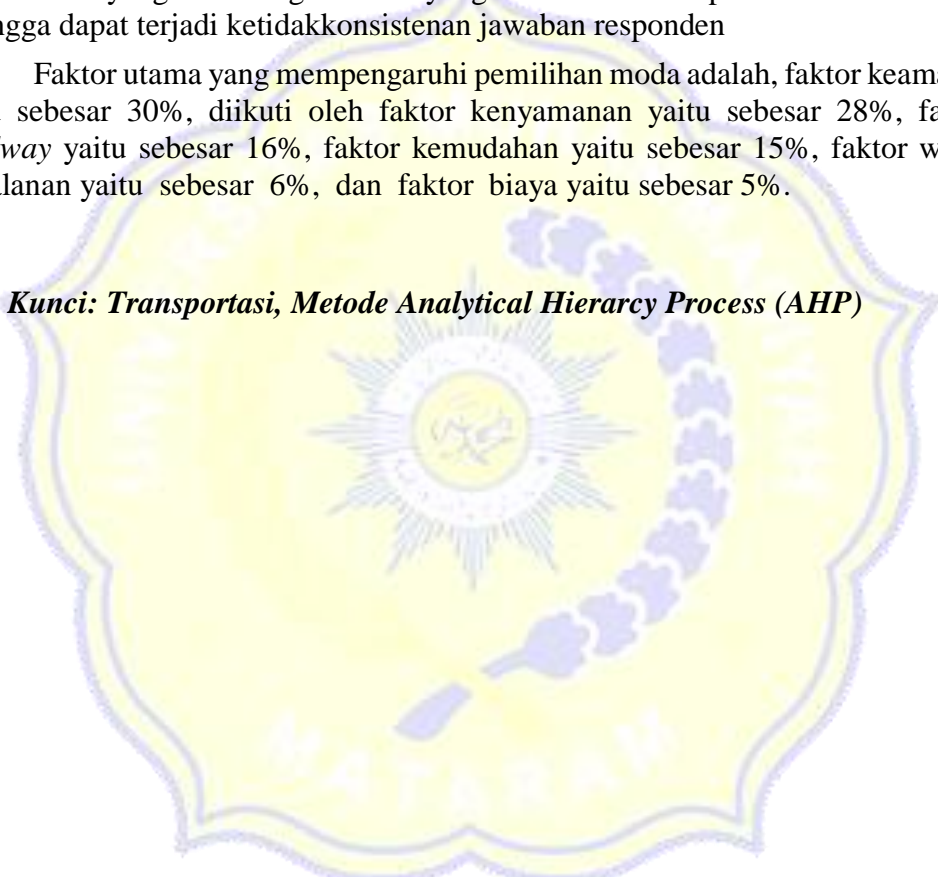 ngga dapat terjadi ketidakkonsistenan jawaban responden
Faktor utama yang mempengaruhi pemilihan moda adalah, faktor keama
sebesar 30%, diikuti oleh faktor kenyamanan yaitu sebesar 28%, fa
way yaitu sebesar 16%, faktor kemudahan yaitu sebesar 15%, faktor w
alanan yaitu sebesar 6%, dan faktor biaya yaitu sebesar 5%.
Kunci: Transportasi, Metode Analytical Hierarcy Process (AHP)
MATARAM